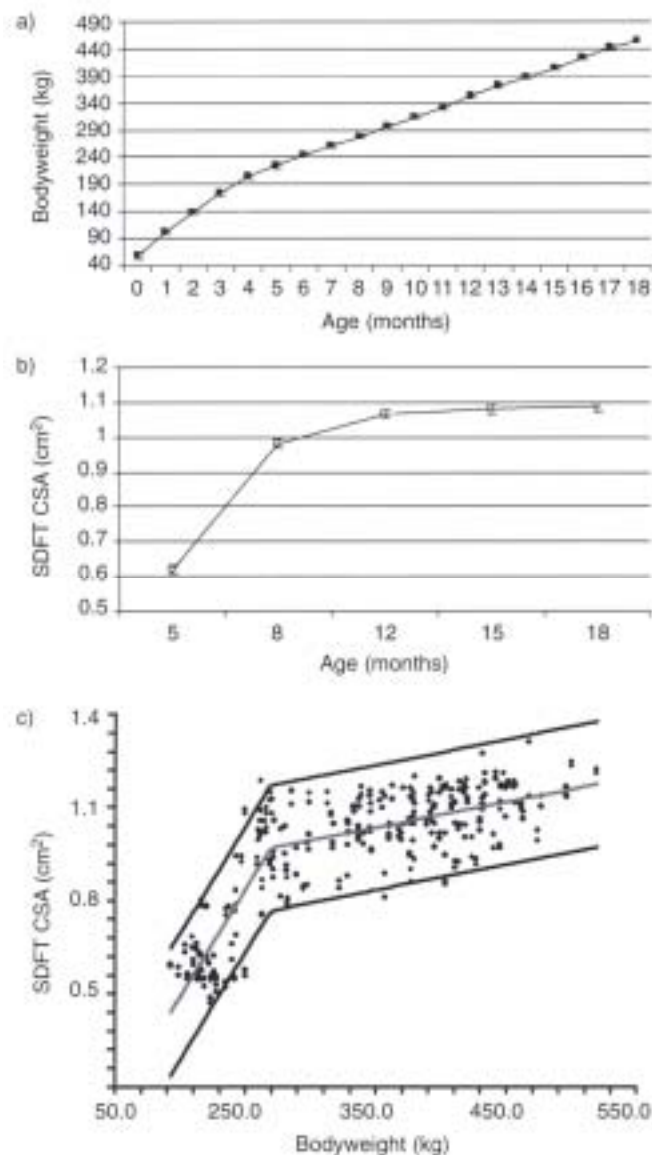 a)
490
440
390
340
290
240
190
140
90
40
Bodyweight (kg)
0 1 2 3 4 5 6 7 8 9 10 11 12 13 14 15 16 17 18
Age (months)
b)
1.2
1.1
1
0.9
0.8
0.7
0.6
0.5
SDFT CSA (cm²)
5 8 12 15 18
Age (months)
c)
1.4
1.1
0.8
0.5
SDFT CSA (cm²)
50.0 250.0 350.0 450.0 550.0
Bodyweight (kg)